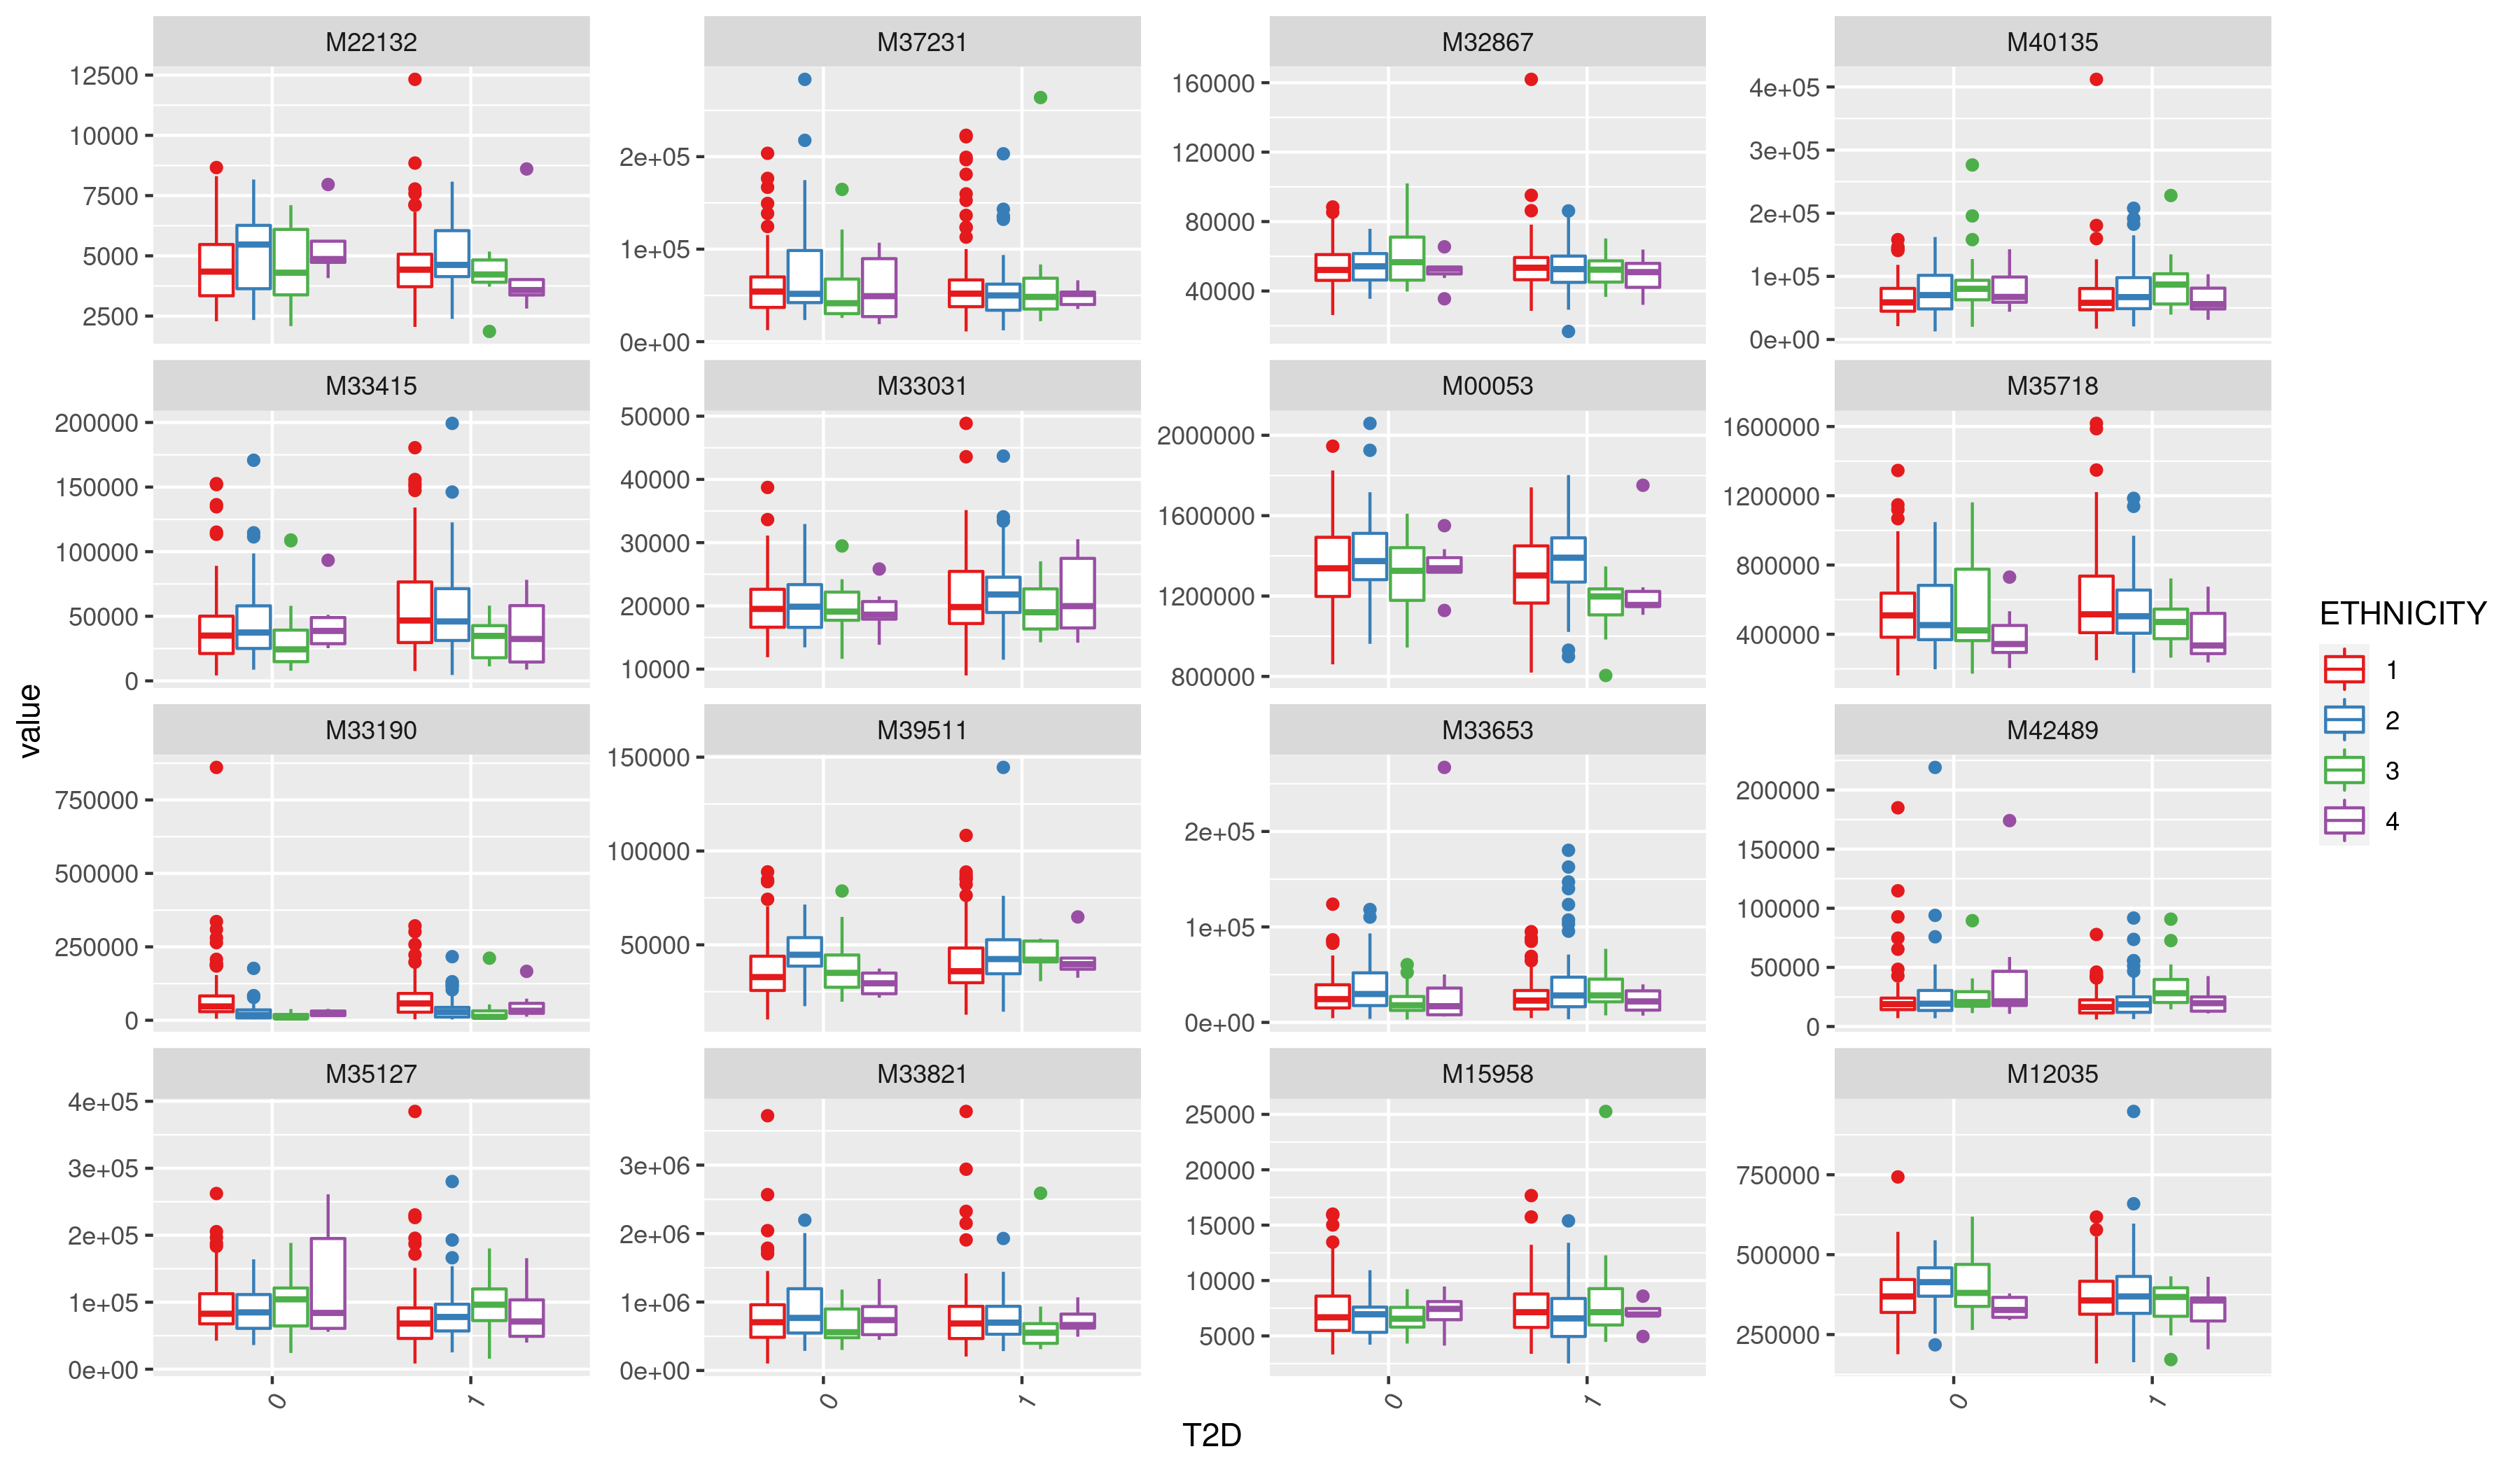 M22132 M37231 M32867 M40135
12500
10000
7500
5000
2500
2e+05
1e+05
0e+00
160000
120000
80000
40000
4e+05
3e+05
2e+05
1e+05
0e+00
M33415 M33031 M00053 M35718
200000
150000
100000
50000
0
50000
40000
30000
20000
10000
2000000
1600000
1200000
800000
1600000
1200000
800000
400000
M33190 M39511 M33653 M42489
750000
500000
250000
0
150000
100000
50000
2e+05
1e+05
0e+00
200000
150000
100000
50000
0
M35127 M33821 M15958 M12035
4e+05
3e+05
2e+05
1e+05
0e+00
3e+06
2e+06
1e+06
0e+00
25000
20000
15000
10000
5000
750000
500000
250000
0 1 0 1 0 1 0 1
T2D
value
ETHNICITY
1
2
3
4